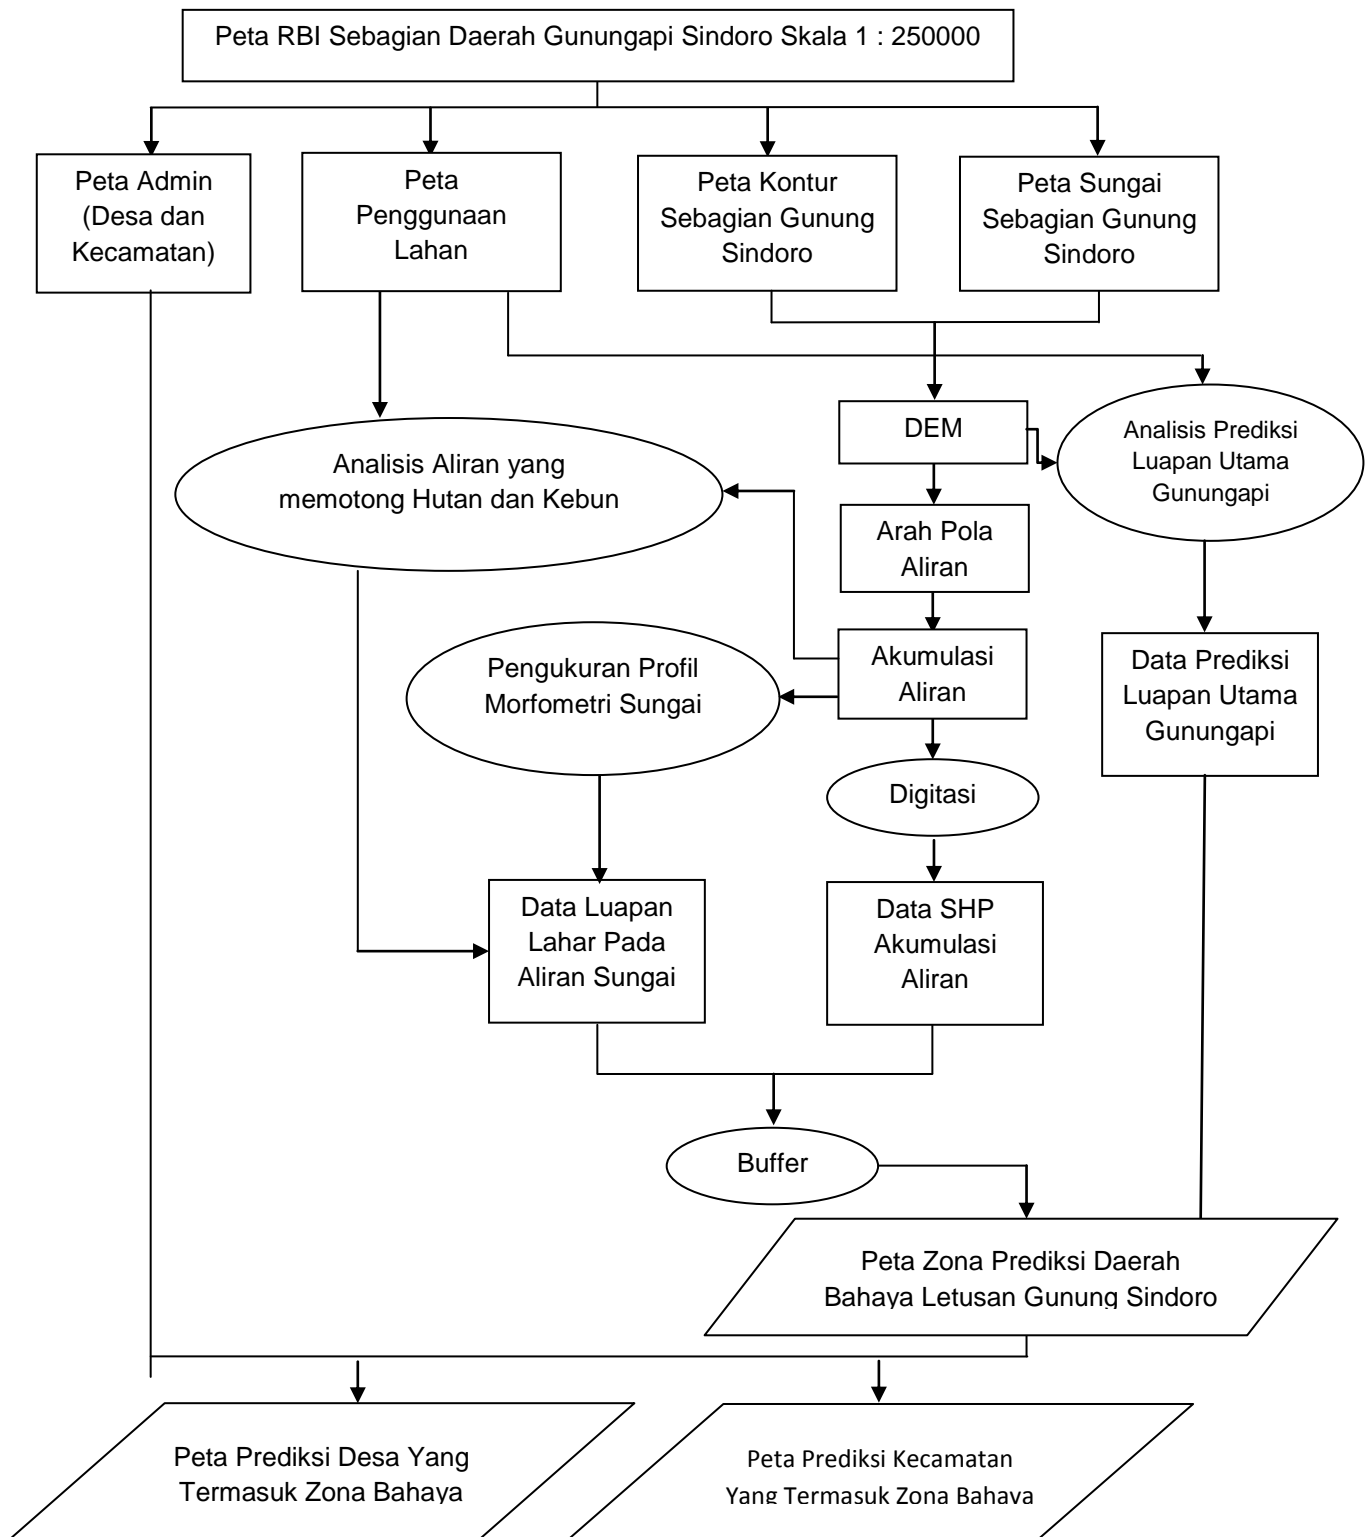 Peta RBI Sebagian Daerah Gunungapi Sindoro Skala 1 : 250000
Peta Admin
(Desa dan
Kecamatan)
Peta
Penggunaan
Lahan
Peta Kontur
Sebagian Gunung
Sindoro
Peta Sungai
Sebagian Gunung
Sindoro
DEM
Analisis Prediksi
Luapan Utama
Gunungapi
Analisis Aliran yang
memotong Hutan dan Kebun
Arah Pola
Aliran
Pengukuran Profil
Morfometri Sungai
Akumulasi
Aliran
Data Prediksi
Luapan Utama
Gunungapi
Digitasi
Data Luapan
Lahar Pada
Aliran Sungai
Data SHP
Akumulasi
Aliran
Buffer
Peta Zona Prediksi Daerah
Bahaya Letusan Gunung Sindoro
Peta Prediksi Desa Yang
Termasuk Zona Bahaya
Peta Prediksi Kecamatan
Yang Termasuk Zona Bahaya